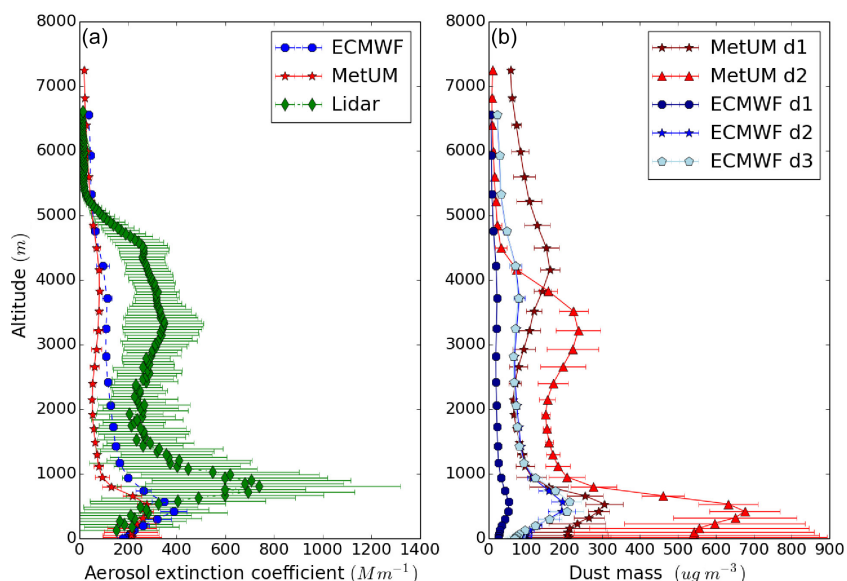 (a)
ECMWF
MetUM
Lidar
8000
7000
6000
5000
4000
3000
2000
1000
0
Altitude (m)
0 200 400 600 800 1000 1200 1400
Aerosol extinction coefficient (Mm⁻¹)
(b)
MetUM d1
MetUM d2
ECMWF d1
ECMWF d2
ECMWF d3
8000
7000
6000
5000
4000
3000
2000
1000
0
0 100 200 300 400 500 600 700 800 900
Dust mass (ug m⁻³)